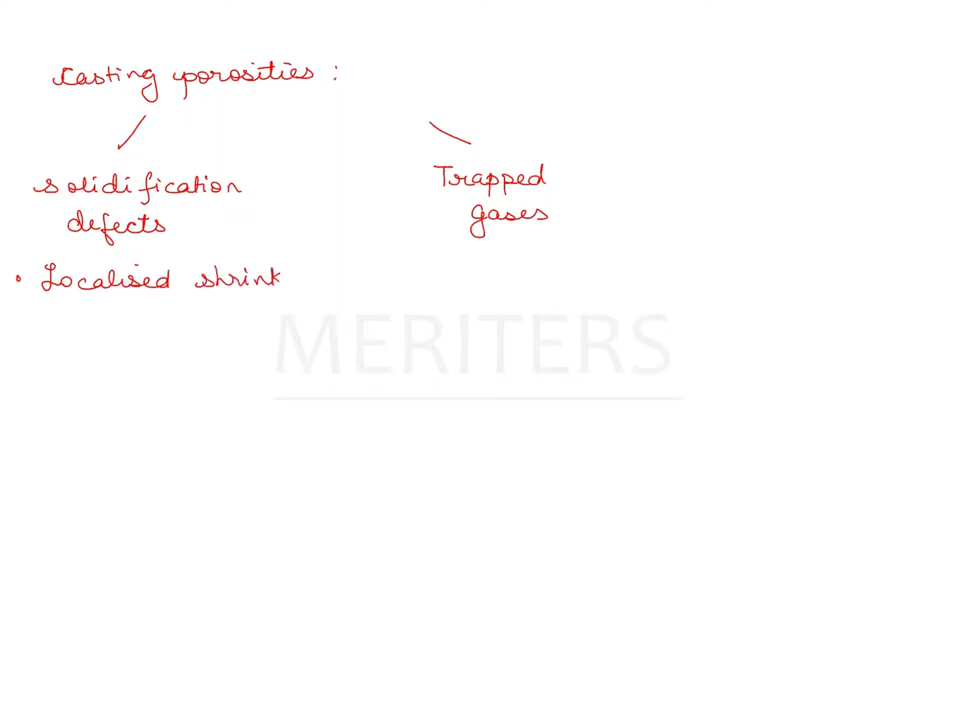 Casting porosities :
solidification
defects
• Localised shrink
Trapped
gases
MERITERS